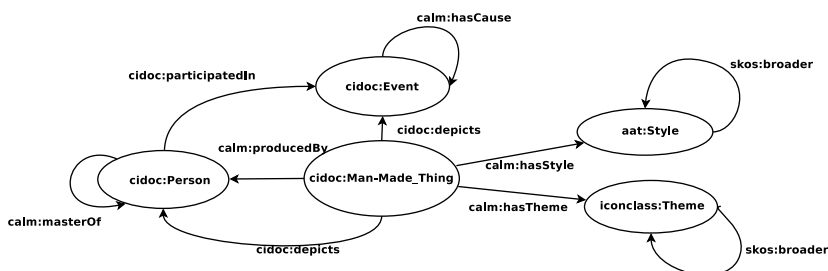 calm:hasCause
skos:broader
cidoc:participatedIn
cidoc:Event
cidoc:depicts
aat:Style
calm:producedBy
calm:hasStyle
cidoc:Person
cidoc:Man-Made_Thing
calm:hasTheme
iconclass:Theme
calm:masterOf
cidoc:depicts
skos:broader